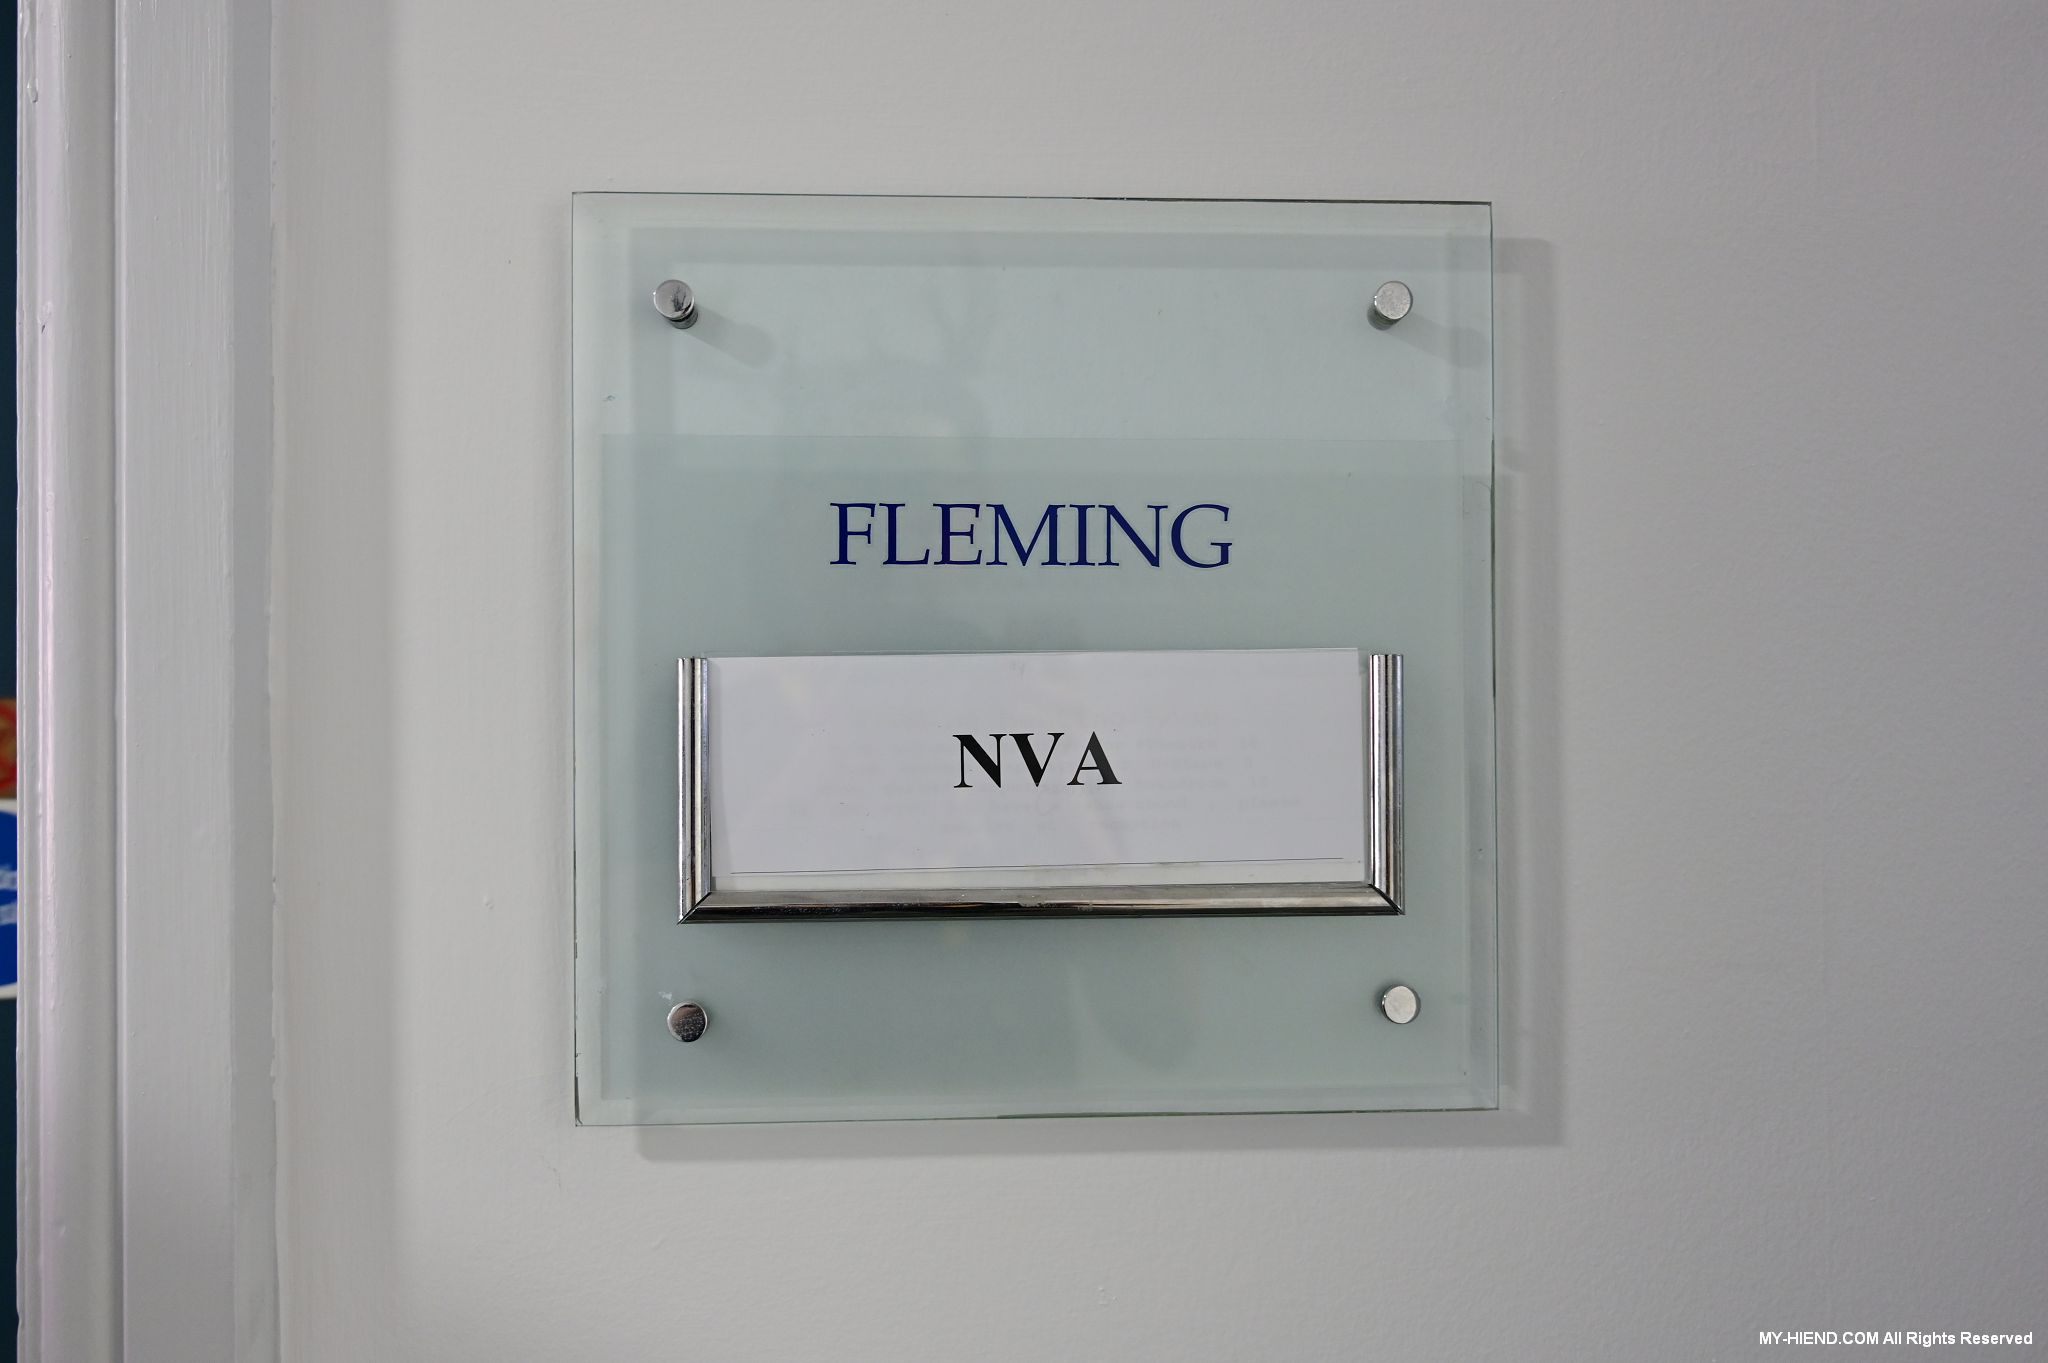 FLEMING
NVA
MY-HIEND.COM All Rights Reserved